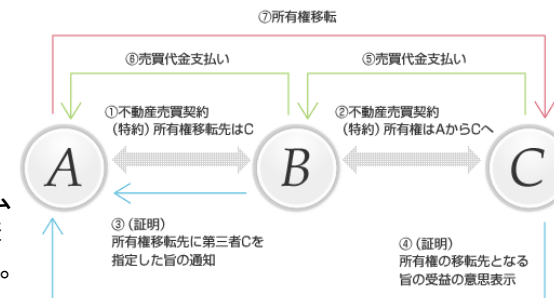 ⑦所有権移転
⑥売買代金支払い
⑤売買代金支払い
①不動産売買契約
(特約) 所有権移転先はC
②不動産売買契約
(特約) 所有権はAからCへ
A
B
C
③ (証明)
所有権移転先に第三者Cを
指定した旨の通知
④ (証明)
所有権の移転先となる
旨の受益の意思表示
。